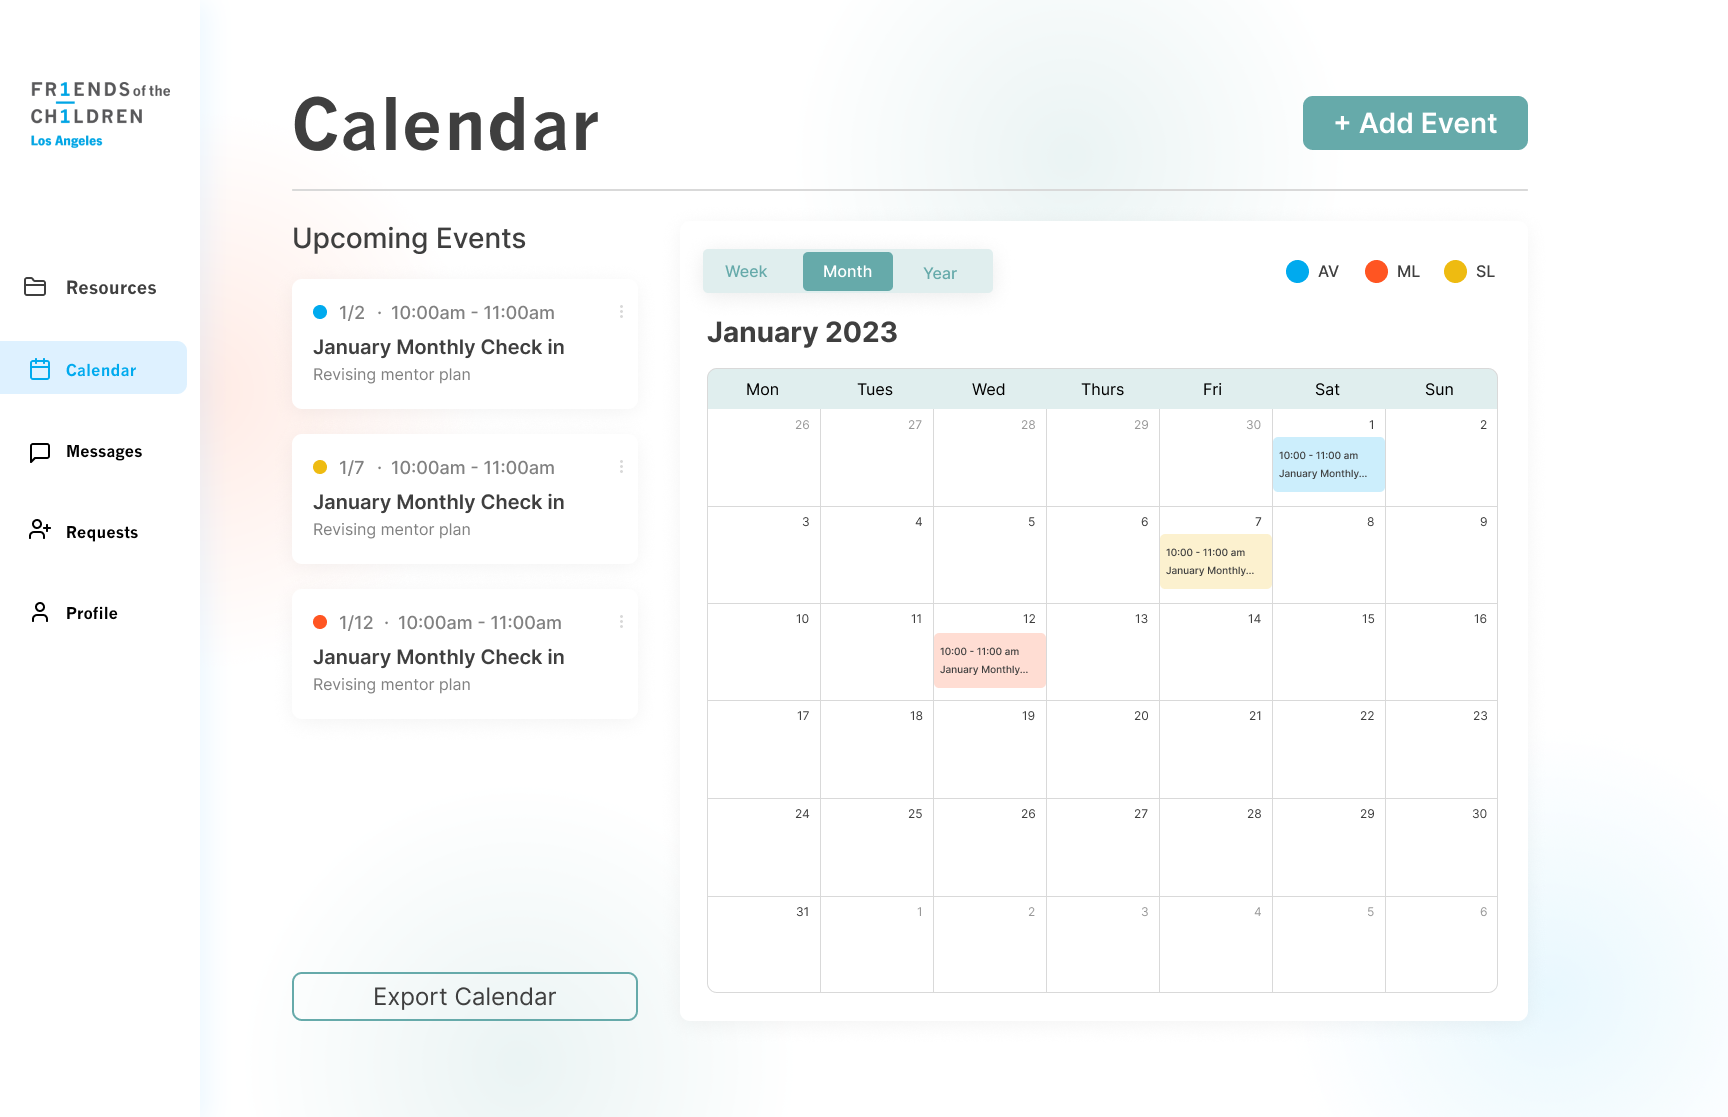 FR1ENDS of the
CH1LDREN
Los Angeles
Resources
Calendar
Messages
Requests
Profile
Calendar
+ Add Event
Upcoming Events
1/2 · 10:00am - 11:00am
January Monthly Check in
Revising mentor plan
1/7 · 10:00am - 11:00am
January Monthly Check in
Revising mentor plan
1/12 · 10:00am - 11:00am
January Monthly Check in
Revising mentor plan
Export Calendar
Week Month Year
AV ML SL
January 2023
Mon Tues Wed Thurs Fri Sat Sun
26 27 28 29 30 1 2
10:00 - 11:00 am
January Monthly...
3 4 5 6 7 8 9
10:00 - 11:00 am
January Monthly...
10 11 12 13 14 15 16
10:00 - 11:00 am
January Monthly...
17 18 19 20 21 22 23
24 25 26 27 28 29 30
31 1 2 3 4 5 6